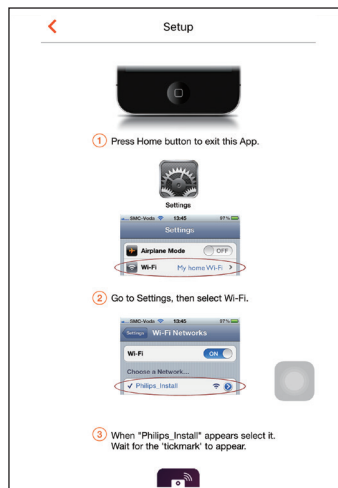 Setup
1 Press Home button to exit this App.
Settings
SMC-Voda 13:45 97%
Settings
Airplane Mode OFF
Wi-Fi My home Wi-Fi
2 Go to Settings, then select Wi-Fi.
SMC-Voda 13:45 97%
Settings Wi-Fi Networks
Wi-Fi ON
Choose a Network...
Philips_Install
3 When "Philips_Install" appears select it.
Wait for the 'tickmark' to appear.